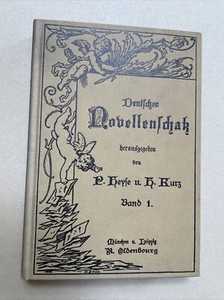 Deutscher
Novellenschatz
herausgegeben
von
P. Heyse u. H. Kurz
Band 1.
München u. Leipzig
R. Oldenbourg